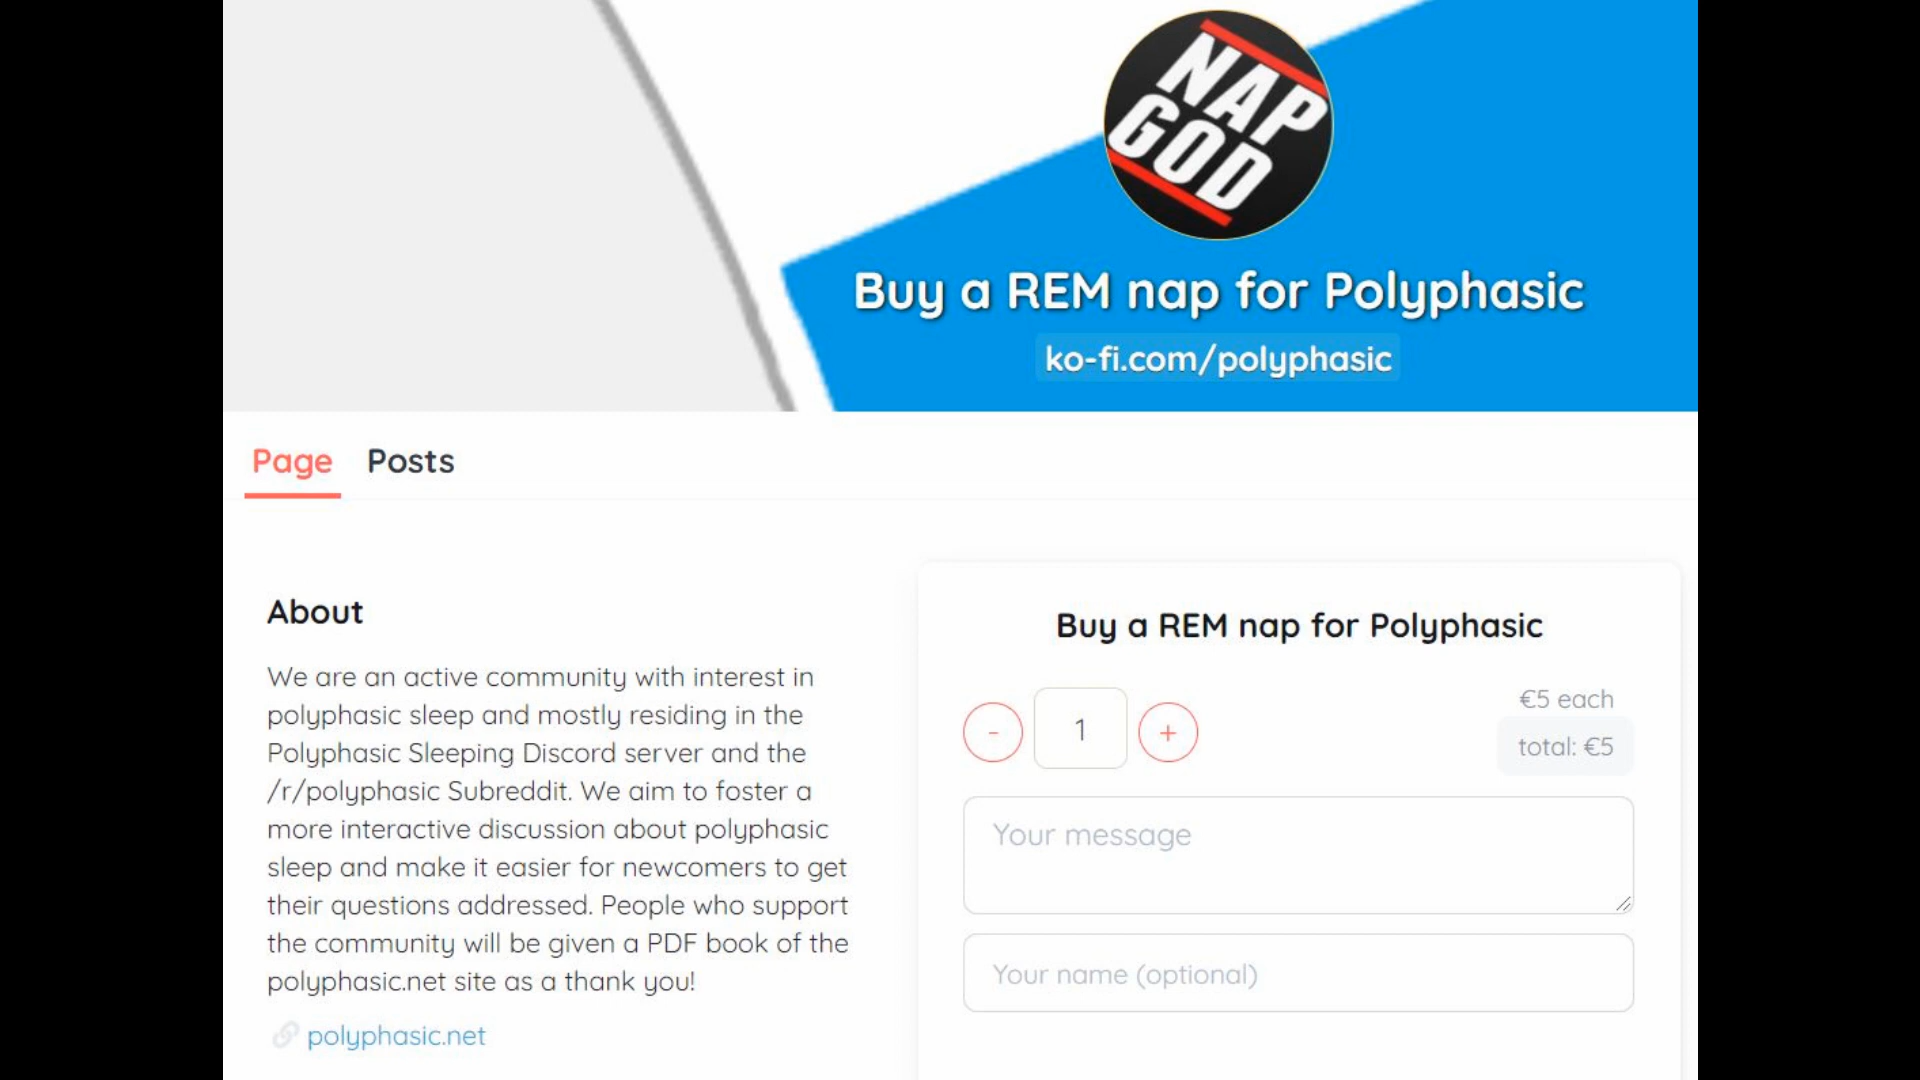 NAP
GOD
Buy a REM nap for Polyphasic
ko-fi.com/polyphasic
Page Posts
About
We are an active community with interest in
polyphasic sleep and mostly residing in the
Polyphasic Sleeping Discord server and the
/r/polyphasic Subreddit. We aim to foster a
more interactive discussion about polyphasic
sleep and make it easier for newcomers to get
their questions addressed. People who support
the community will be given a PDF book of the
polyphasic.net site as a thank you!
polyphasic.net
Buy a REM nap for Polyphasic
- 1 +
€5 each
total: €5
Your message
Your name (optional)